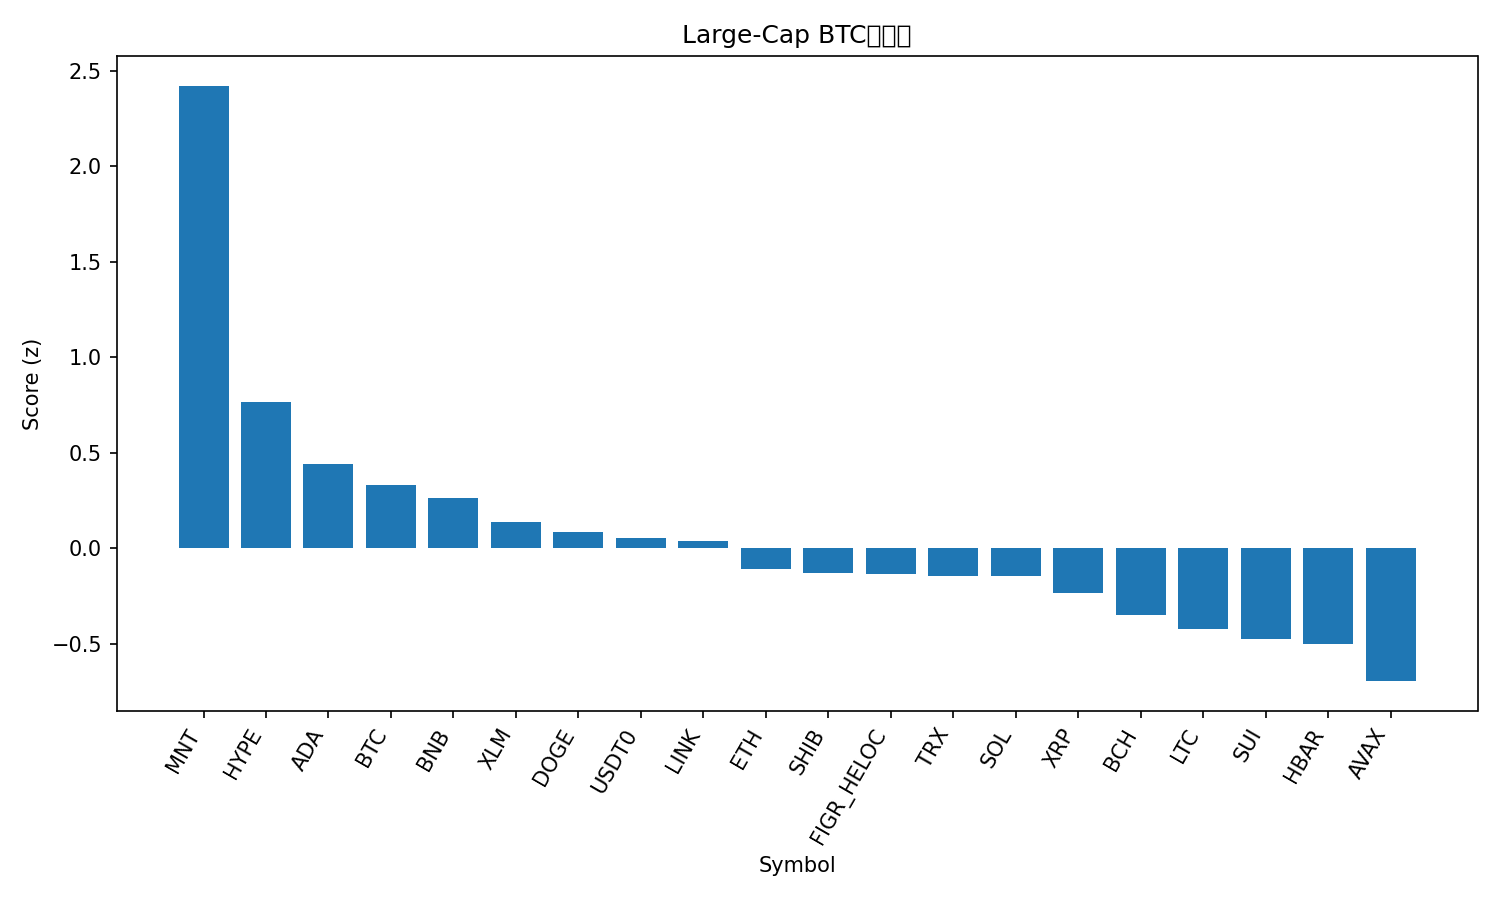 Large-Cap BTC
Score (z)
2.5
2.0
1.5
1.0
0.5
0.0
−0.5
MNT
HYPE
ADA
BTC
BNB
XLM
DOGE
USDT0
LINK
ETH
SHIB
FIGR_HELOC
TRX
SOL
XRP
BCH
LTC
SUI
HBAR
AVAX
Symbol